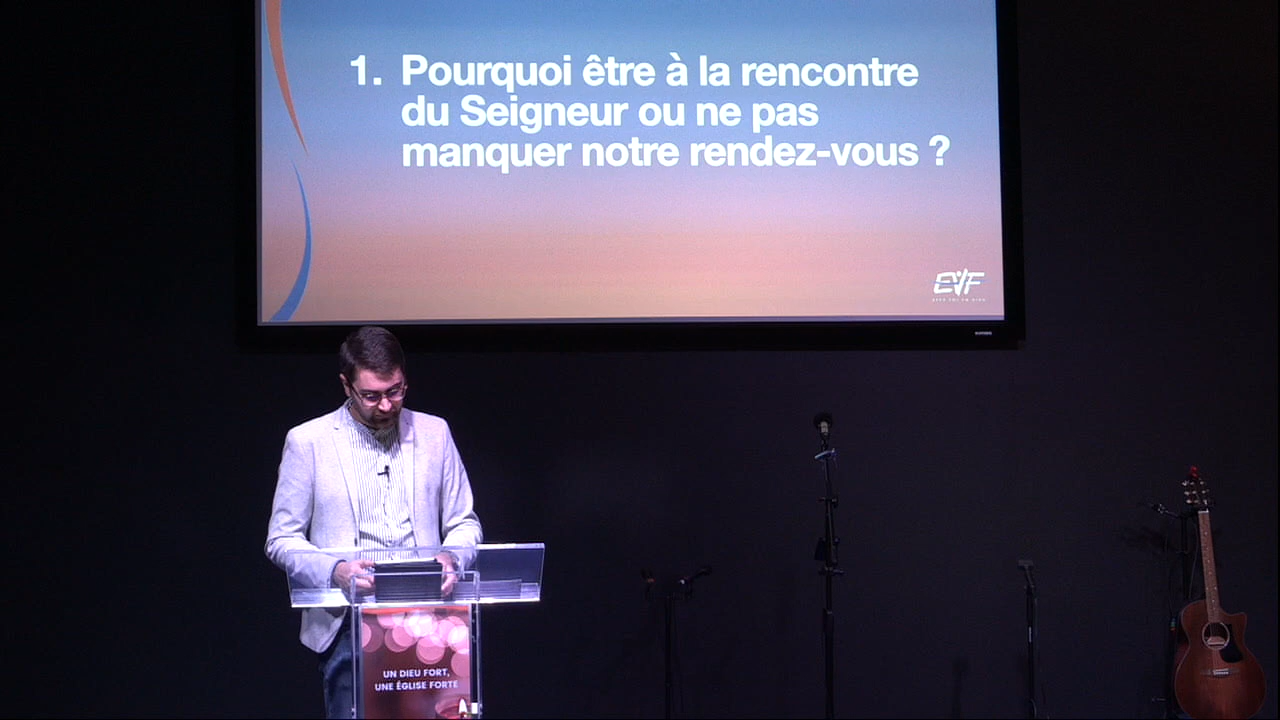 1. Pourquoi être à la rencontre
du Seigneur ou ne pas
manquer notre rendez-vous ?
EVF
UN DIEU FORT,
UNE ÉGLISE FORTE